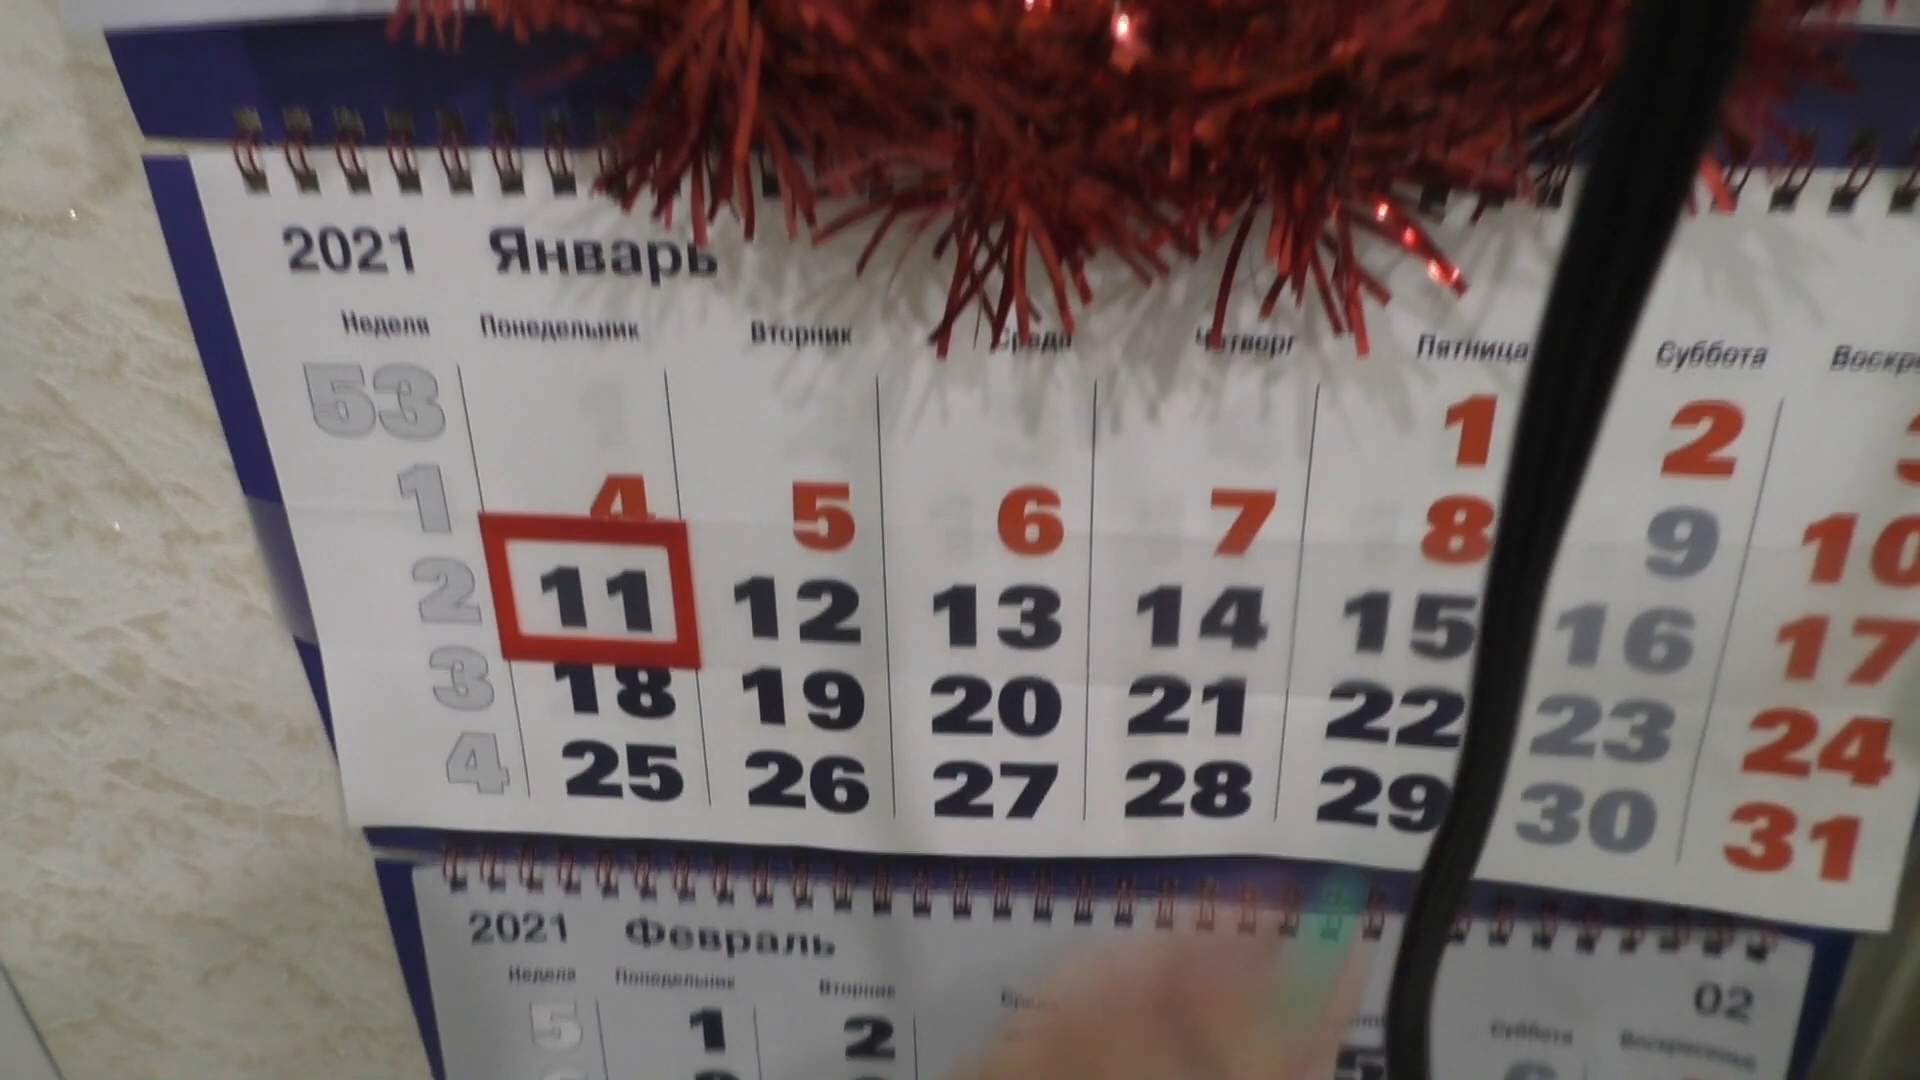 2021 Январь
Неделя Понедельник Вторник Среда Четверг Пятница Суббота
53 1 2
1 4 5 6 7 8 9 10
2 11 12 13 14 15 16 17
3 18 19 20 21 22 23 24
4 25 26 27 28 29 30 31
2021 Февраль 02
Неделя Понедельник Вторник Суббота Воскресенье
5 1 2